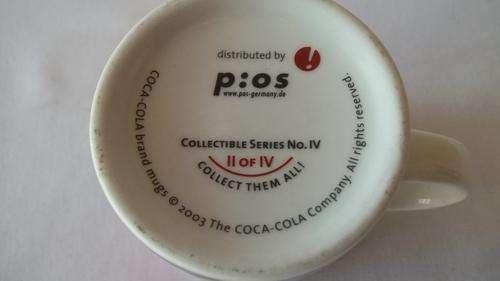 distributed by
p:os
www.pos-germany.de
COLLECTIBLE SERIES NO. IV
II OF IV
COLLECT THEM ALL!
COCA-COLA brand mugs © 2003 The COCA-COLA Company. All rights reserved.